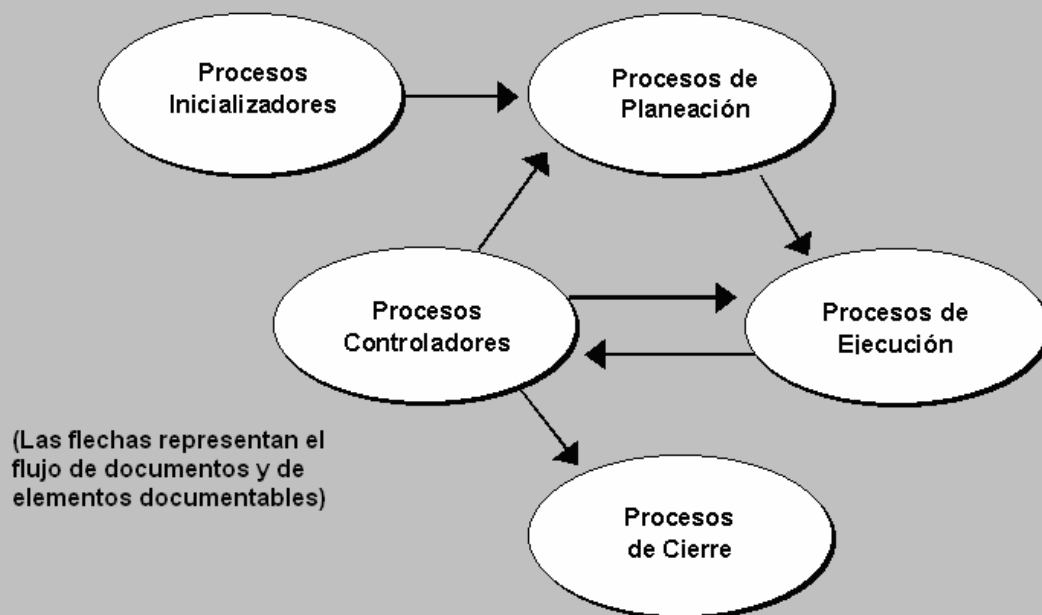 Procesos
Inicializadores
Procesos de
Planeación
Procesos
Controladores
Procesos de
Ejecución
(Las flechas representan el
flujo de documentos y de
elementos documentables)
Procesos
de Cierre